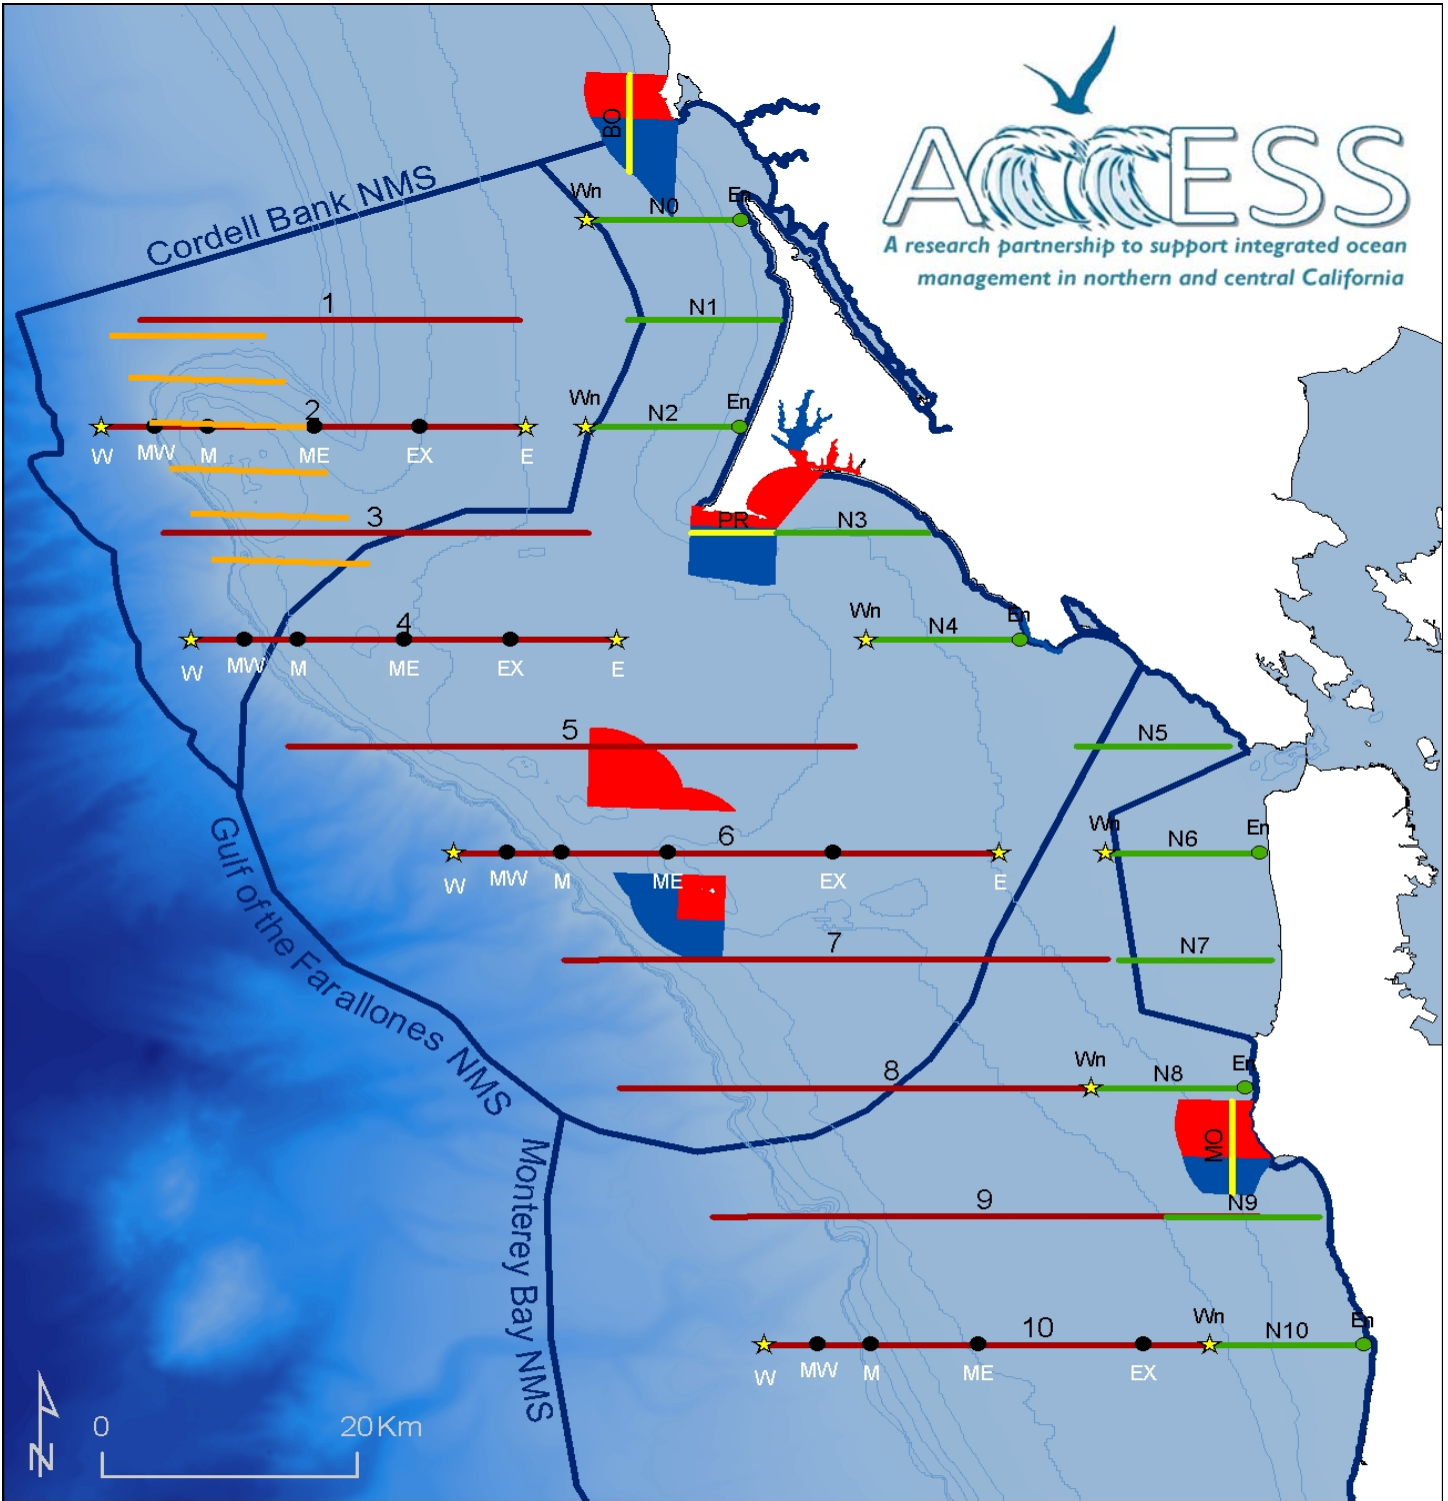 ACCESS
A research partnership to support integrated ocean
management in northern and central California
BO
Cordell Bank NMS
Wn N0 En
1 N1
2 Wn N2 En
W MW M ME EX E
3 PR N3
4 Wn N4 En
W MW M ME EX E
5 N5
6 Wn N6 En
W MW M ME EX E
Gulf of the Farallones NMS
7 N7
8 Wn N8 En
MO
Monterey Bay NMS
9 N9
10 Wn N10 En
W MW M ME EX
N
0 20 Km